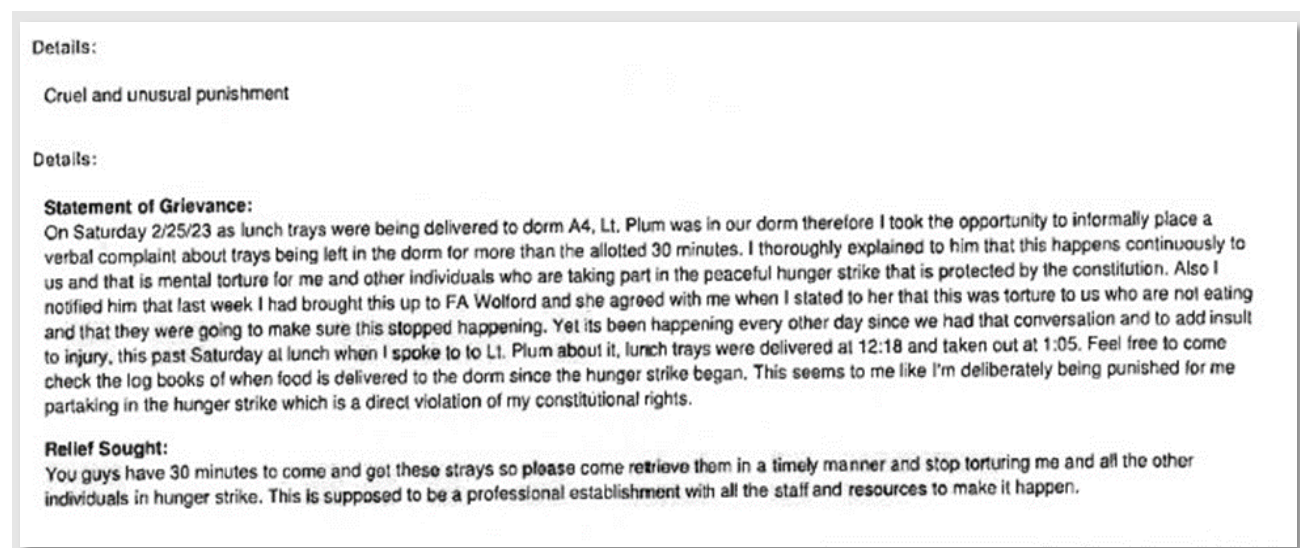 Details:
Cruel and unusual punishment
Details:
Statement of Grievance:
On Saturday 2/25/23 as lunch trays were being delivered to dorm A4, Lt. Plum was in our dorm therefore I took the opportunity to informally place a
verbal complaint about trays being left in the dorm for more than the allotted 30 minutes. I thoroughly explained to him that this happens continuously to
us and that is mental torture for me and other individuals who are taking part in the peaceful hunger strike that is protected by the constitution. Also I
notified him that last week I had brought this up to FA Wolford and she agreed with me when I stated to her that this was torture to us who are not eating
and that they were going to make sure this stopped happening. Yet its been happening every other day since we had that conversation and to add insult
to injury, this past Saturday at lunch when I spoke to to Lt. Plum about it, lunch trays were delivered at 12:18 and taken out at 1:05. Feel free to come
check the log books of when food is delivered to the dorm since the hunger strike began. This seems to me like I'm deliberately being punished for me
partaking in the hunger strike which is a direct violation of my constitutional rights.
Relief Sought:
You guys have 30 minutes to come and get these strays so please come retrieve them in a timely manner and stop torturing me and all the other
individuals in hunger strike. This is supposed to be a professional establishment with all the staff and resources to make it happen.